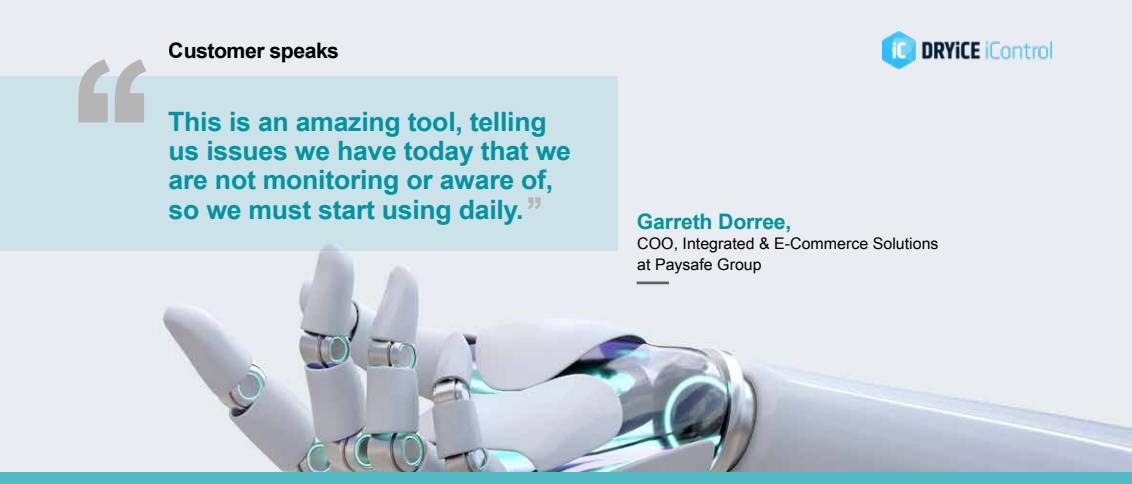 Customer speaks
iC DRYiCE iControl
“
This is an amazing tool, telling
us issues we have today that we
are not monitoring or aware of,
so we must start using daily.”
Garreth Dorree,
COO, Integrated & E-Commerce Solutions
at Paysafe Group